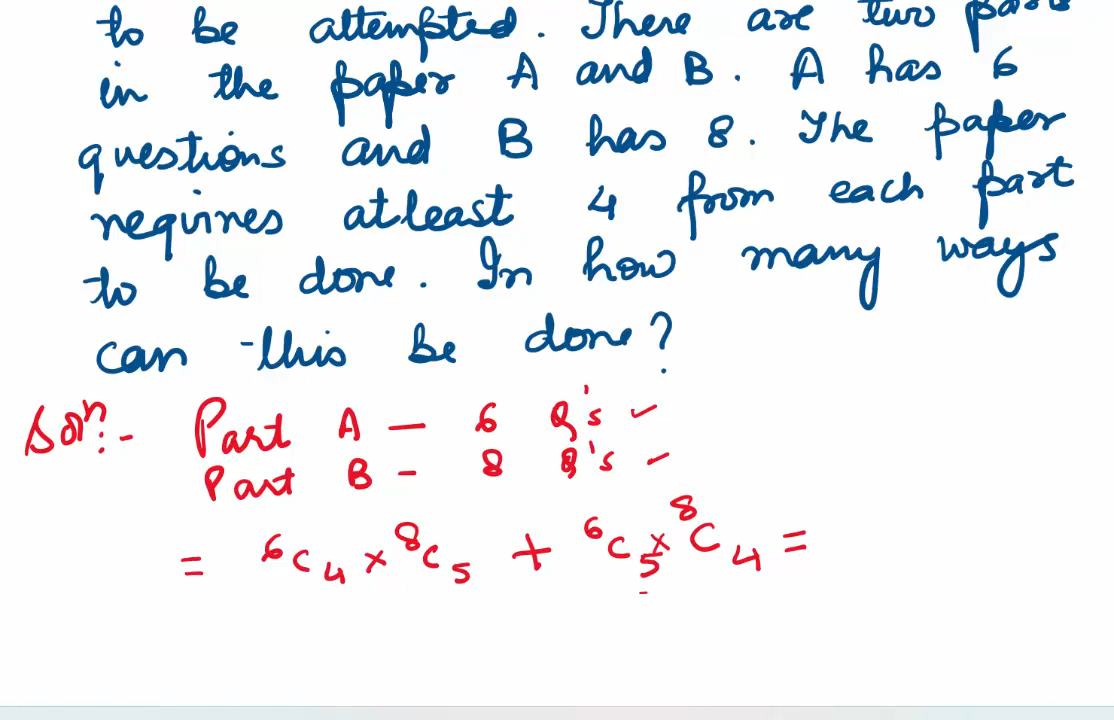 to be attempted. There are two parts
in the paper A and B. A has 6
questions and B has 8. The paper
requires atleast 4 from each part
to be done. In how many ways
can this be done?
Solⁿ:- Part A — 6 Q's ✓
Part B - 8 Q's ✓
= ⁶C₄ × ⁸C₅ + ⁶C₅ × ⁸C₄ =